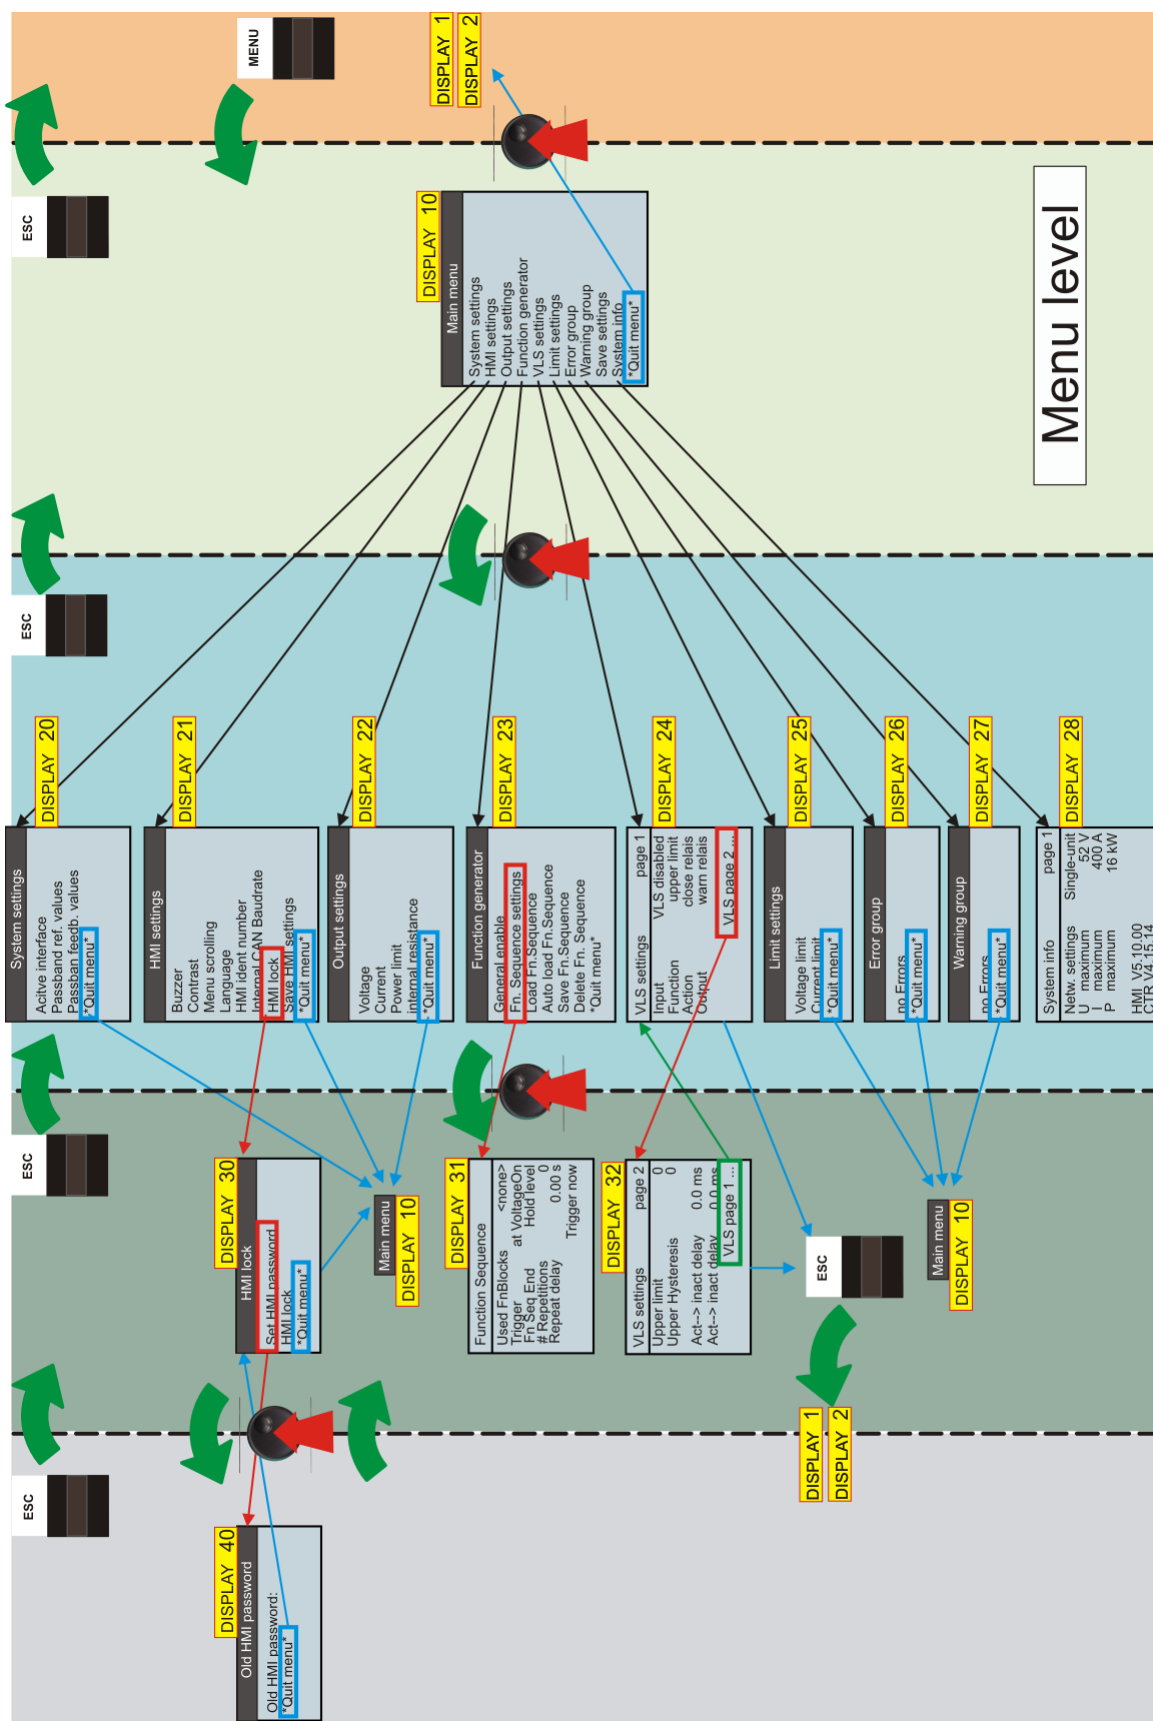 ESC
DISPLAY 40
Old HMI password
Old HMI password:
*Quit menu*
ESC
DISPLAY 30
HMI lock
Set HMI password
HMI lock
*Quit menu*
Main menu
DISPLAY 10
DISPLAY 31
Function Sequence
Used FnBlocks <none>
Trigger at VoltageOn
Fn Seq End Hold level
# Repetitions 0
Repeat delay 0.00 s
Trigger now
DISPLAY 32
VLS settings page 2
Upper limit 0
Upper Hysteresis 0
Act--> inact delay 0.0 ms
Act--> inact delay 0.0 ms
VLS page 1 ...
ESC
DISPLAY 1
DISPLAY 2
Main menu
DISPLAY 10
ESC
DISPLAY 20
System settings
Acitve interface
Passband ref. values
Passban feedb. values
*Quit menu*
DISPLAY 21
HMI settings
Buzzer
Contrast
Menu scrolling
Language
HMI ident number
Internal CAN Baudrate
HMI lock
Save HMI settings
*Quit menu*
DISPLAY 22
Output settings
Voltage
Current
Power limit
internal resistance
*Quit menu*
DISPLAY 23
Function generator
General enable
Fn. Sequence settings
Load Fn.Sequence
Auto load Fn.Sequence
Save Fn.Sequence
Delete Fn. Sequence
*Quit menu*
DISPLAY 24
VLS settings page 1
Input VLS disabled
Function upper limit
Action close relais
Output warn relais
VLS page 2 ...
DISPLAY 25
Limit settings
Voltage limit
Current limit
*Quit menu*
DISPLAY 26
Error group
no Errors
*Quit menu*
DISPLAY 27
Warning group
no Errors
*Quit menu*
DISPLAY 28
System info page 1
Netw. settings Single-unit
U maximum 52 V
I maximum 400 A
P maximum 16 kW
HMI V5.10.00
CTR V4.15.14
ESC
ESC
DISPLAY 10
Main menu
System settings
HMI settings
Output settings
Function generator
VLS settings
Limit settings
Error group
Warning group
Save settings
System info
*Quit menu*
Menu level
MENU
DISPLAY 1
DISPLAY 2